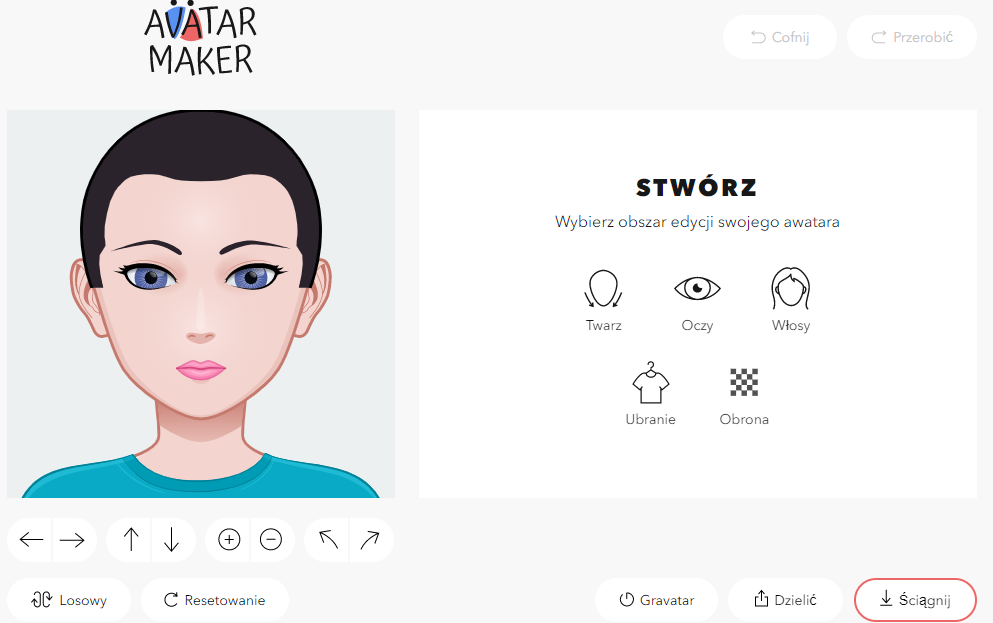 AVATAR
MAKER
Cofnij
Przerobić
STWÓRZ
Wybierz obszar edycji swojego awatara
Twarz
Oczy
Włosy
Ubranie
Obrona
Losowy
Resetowanie
Gravatar
Dzielić
Ściągnij